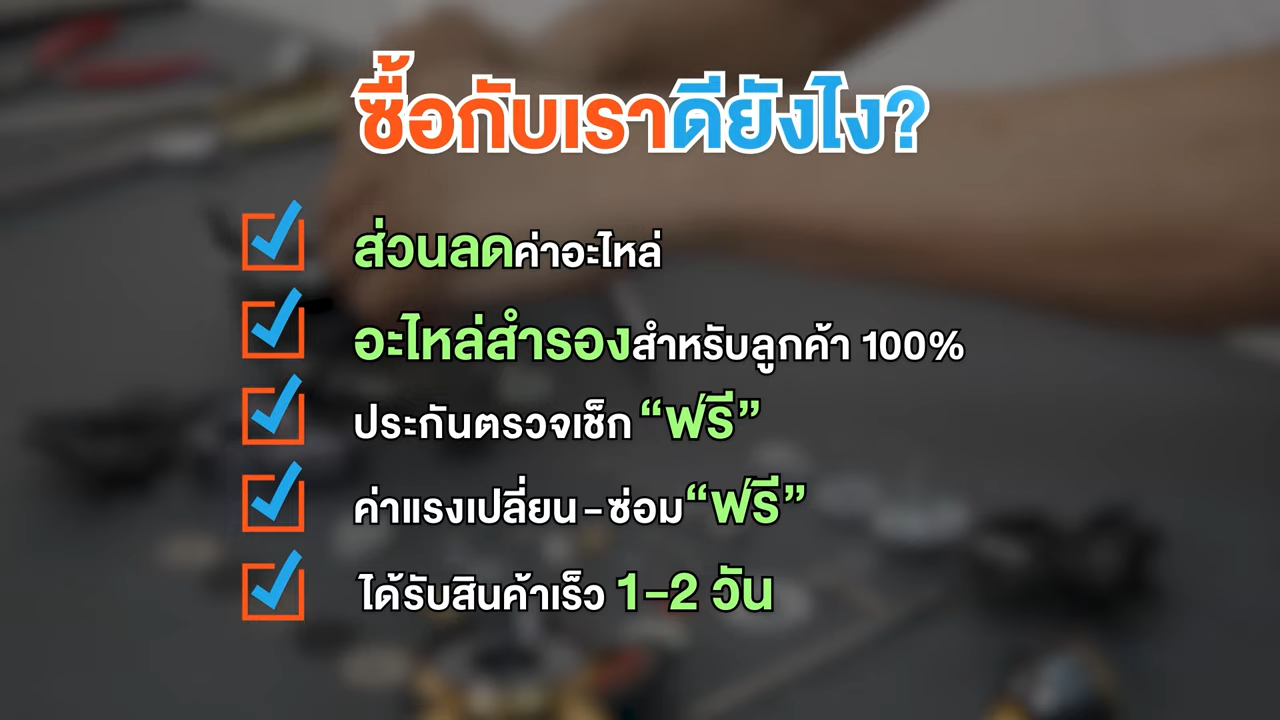 ซื้อกับเราดียังไง?
ส่วนลดค่าอะไหล่
อะไหล่สำรองสำหรับลูกค้า 100%
ประกันตรวจเช็ก “ฟรี”
ค่าแรงเปลี่ยน-ซ่อม“ฟรี”
ได้รับสินค้าเร็ว 1-2 วัน